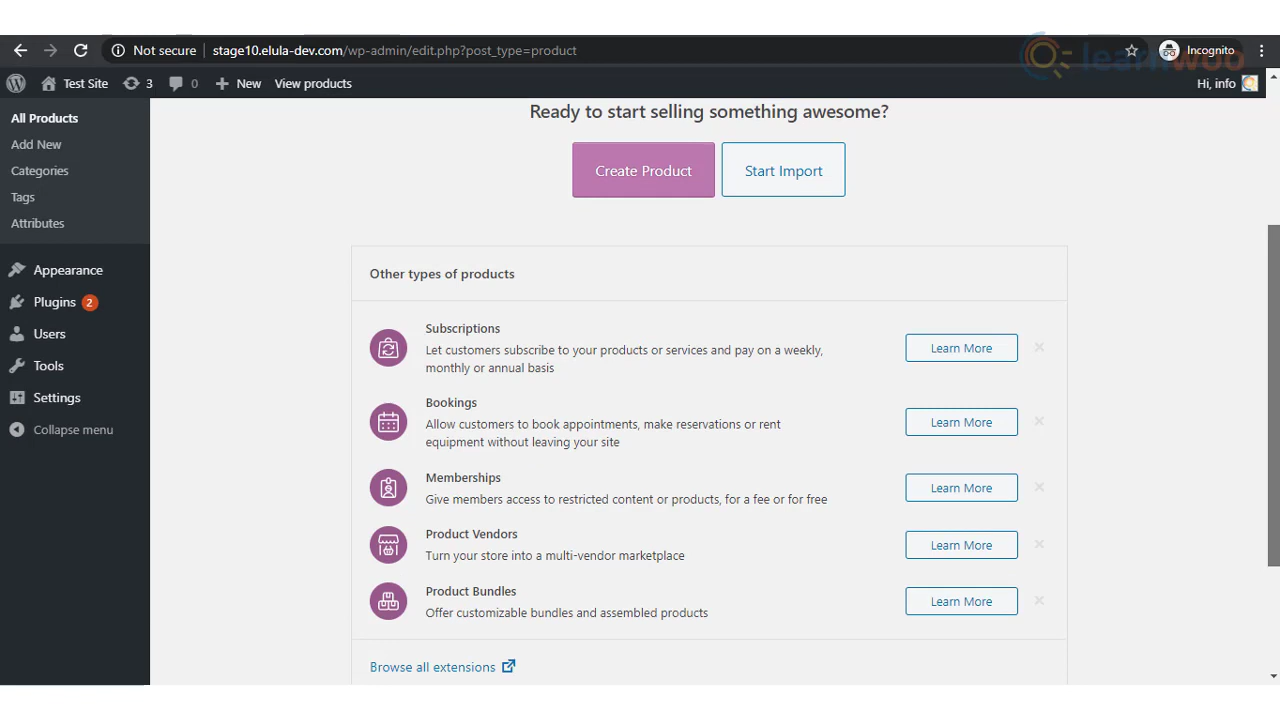 Not secure stage10.elula-dev.com/wp-admin/edit.php?post_type=product Incognito
learnwoo
Test Site 3 0 New View products Hi, info
All Products
Add New
Categories
Tags
Attributes
Appearance
Plugins 2
Users
Tools
Settings
Collapse menu
Ready to start selling something awesome?
Create Product Start Import
Other types of products
Subscriptions
Let customers subscribe to your products or services and pay on a weekly,
monthly or annual basis
Learn More
Bookings
Allow customers to book appointments, make reservations or rent
equipment without leaving your site
Learn More
Memberships
Give members access to restricted content or products, for a fee or for free
Learn More
Product Vendors
Turn your store into a multi-vendor marketplace
Learn More
Product Bundles
Offer customizable bundles and assembled products
Learn More
Browse all extensions